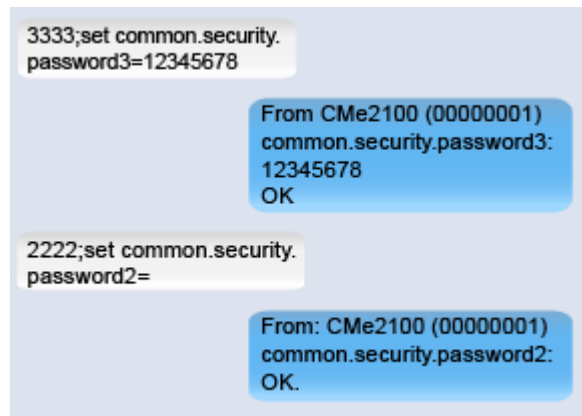 3333;set common.security.
password3=12345678
From CMe2100 (00000001)
common.security.password3:
12345678
OK
2222;set common.security.
password2=
From: CMe2100 (00000001)
common.security.password2:
OK.